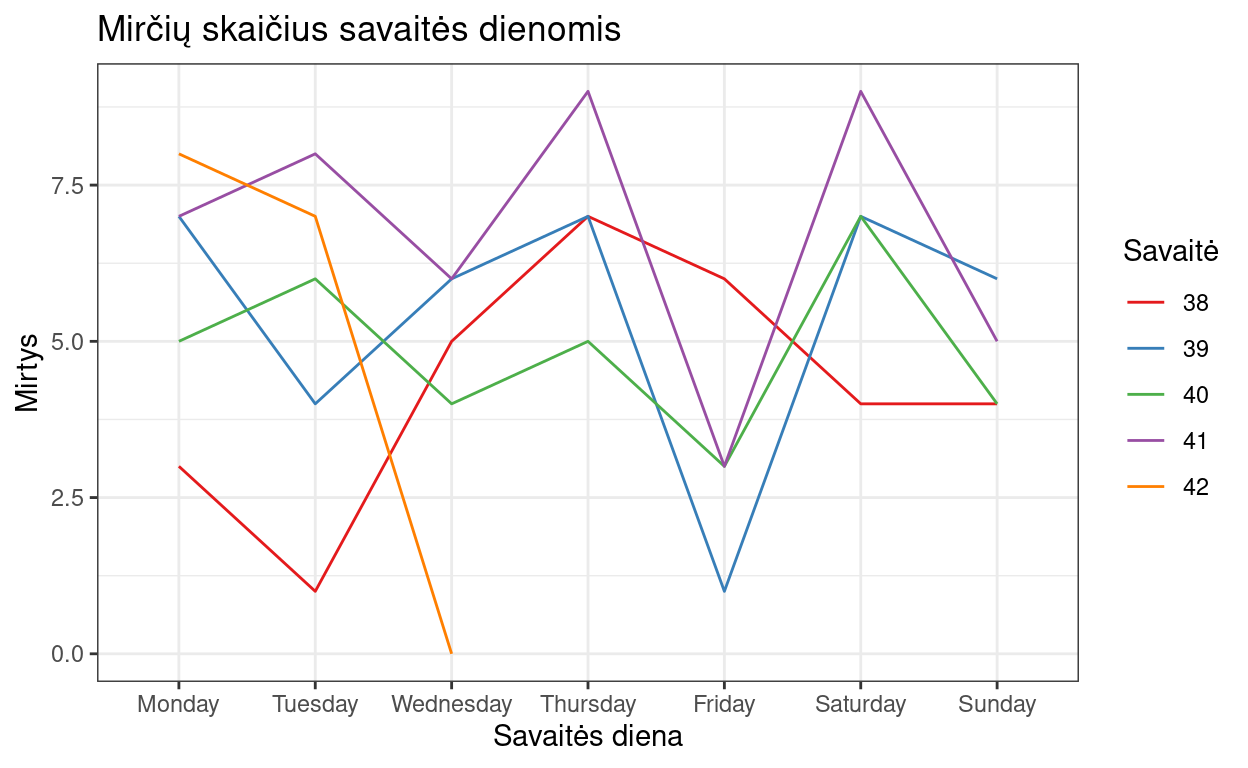 Mirčių skaičius savaitės dienomis
Mirtys
7.5
5.0
2.5
0.0
Monday Tuesday Wednesday Thursday Friday Saturday Sunday
Savaitės diena
Savaitė
38
39
40
41
42